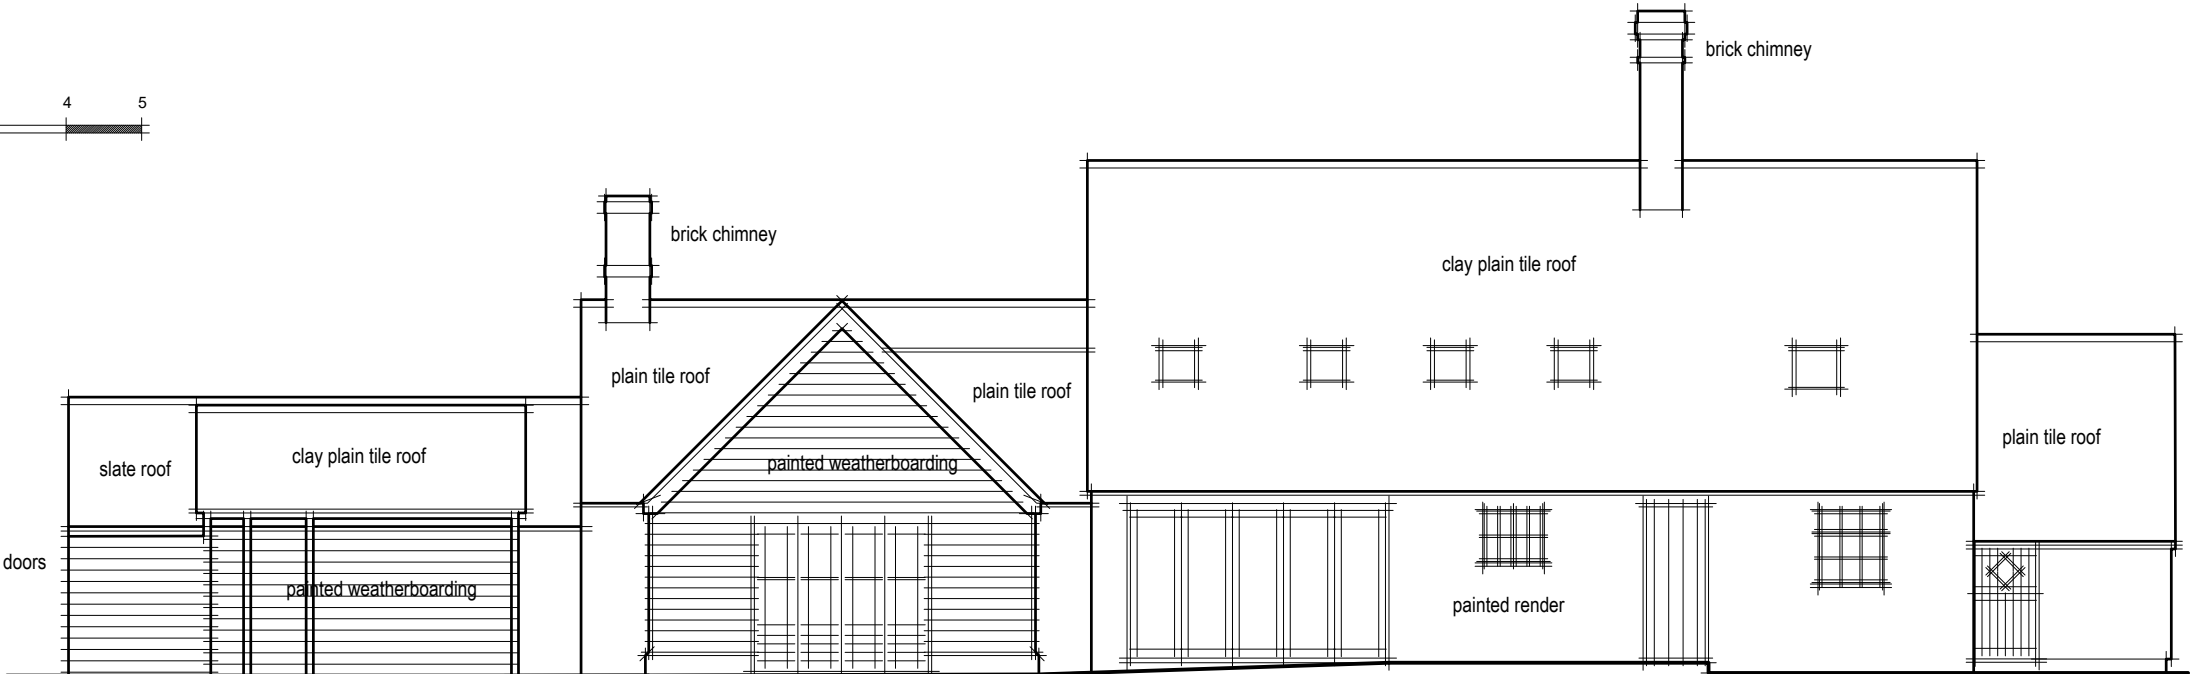 brick chimney
4 5
brick chimney
clay plain tile roof
plain tile roof
plain tile roof
plain tile roof
clay plain tile roof
slate roof
painted weatherboarding
doors
painted weatherboarding
painted render